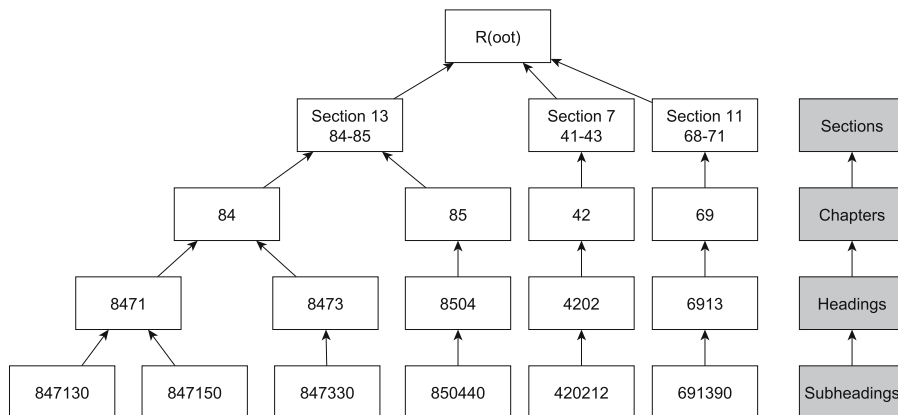 R(oot)
Section 13
84-85
Section 7
41-43
Section 11
68-71
Sections
84
85
42
69
Chapters
8471
8473
8504
4202
6913
Headings
847130
847150
847330
850440
420212
691390
Subheadings